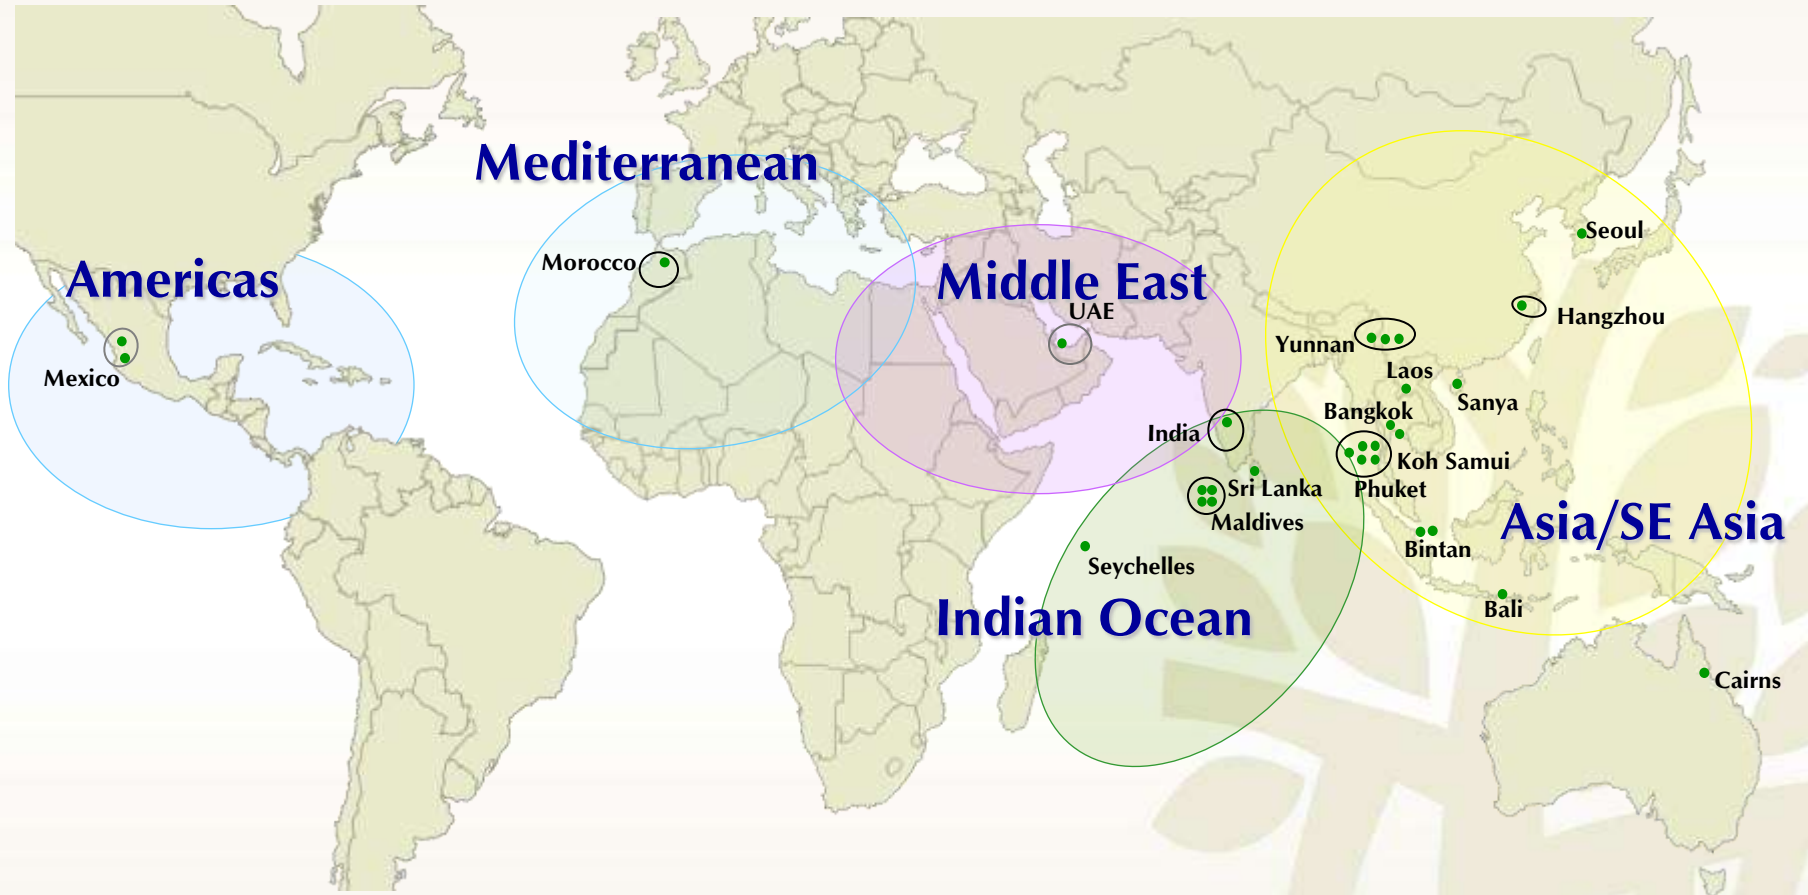 Mediterranean
Americas
Middle East
Morocco
UAE
Seoul
Hangzhou
Yunnan
Mexico
Laos
Sanya
Bangkok
India
Koh Samui
Sri Lanka
Phuket
Maldives
Asia/SE Asia
Bintan
Seychelles
Indian Ocean
Bali
Cairns